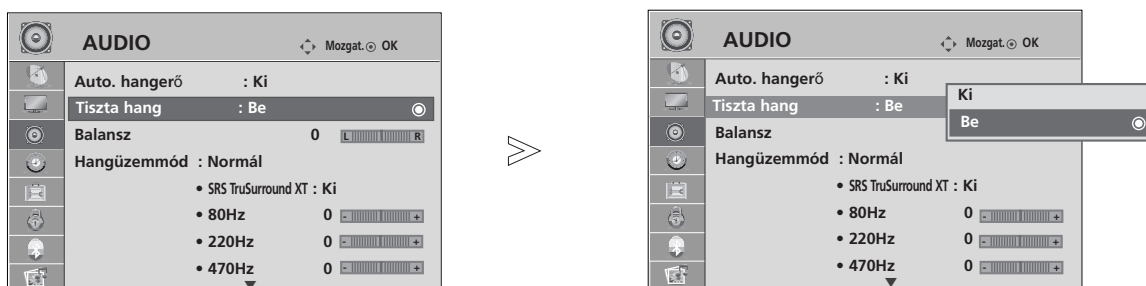 AUDIO Mozgat. OK
Auto. hangerő : Ki
Tiszta hang : Be
Balansz 0 L R
Hangüzemmód : Normál
• SRS TruSurround XT : Ki
• 80Hz 0 - +
• 220Hz 0 - +
• 470Hz 0 - +
AUDIO Mozgat. OK
Auto. hangerő : Ki
Tiszta hang : Be
Balansz
Hangüzemmód : Normál
• SRS TruSurround XT : Ki
• 80Hz 0 - +
• 220Hz 0 - +
• 470Hz 0 - +
Ki
Be